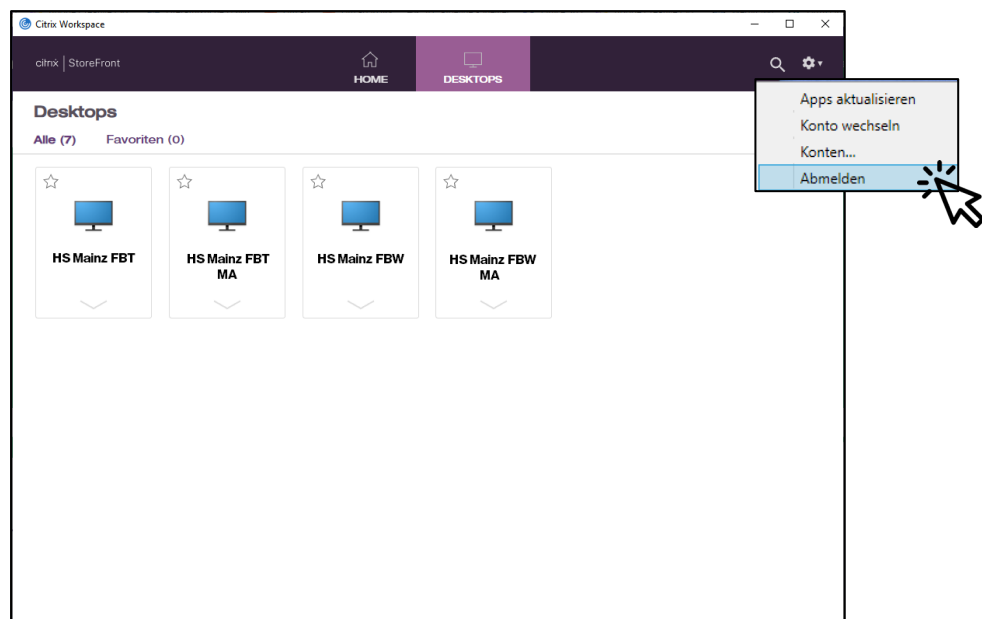 Citrix Workspace
citrix | StoreFront
HOME
DESKTOPS
Apps aktualisieren
Konto wechseln
Konten...
Abmelden
Desktops
Alle (7) Favoriten (0)
HS Mainz FBT
HS Mainz FBT
MA
HS Mainz FBW
HS Mainz FBW
MA